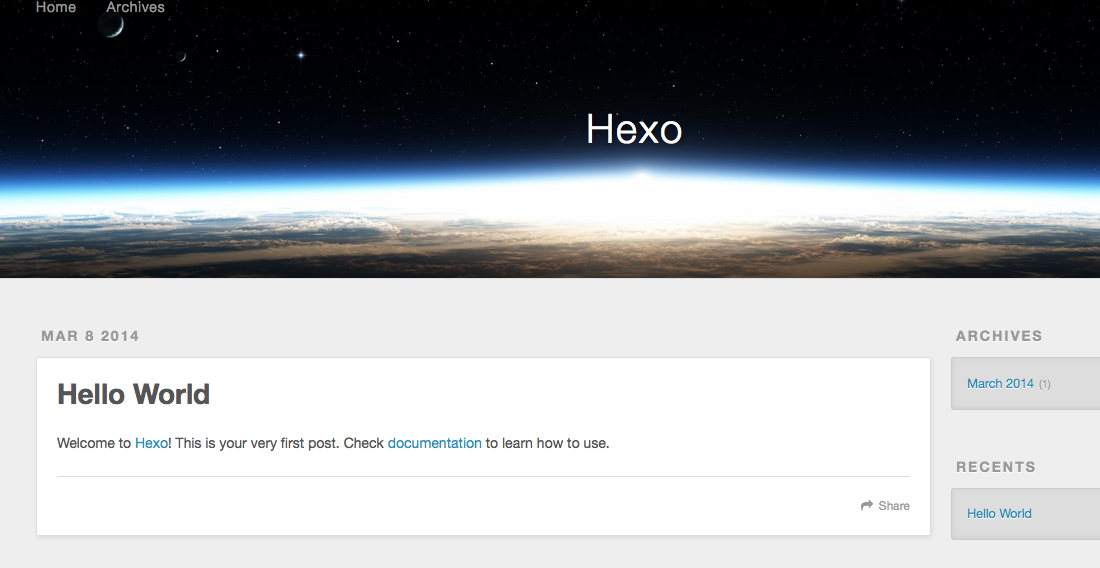 Home Archives
Hexo
MAR 8 2014
Hello World
Welcome to Hexo! This is your very first post. Check documentation to learn how to use.
Share
ARCHIVES
March 2014 (1)
RECENTS
Hello World